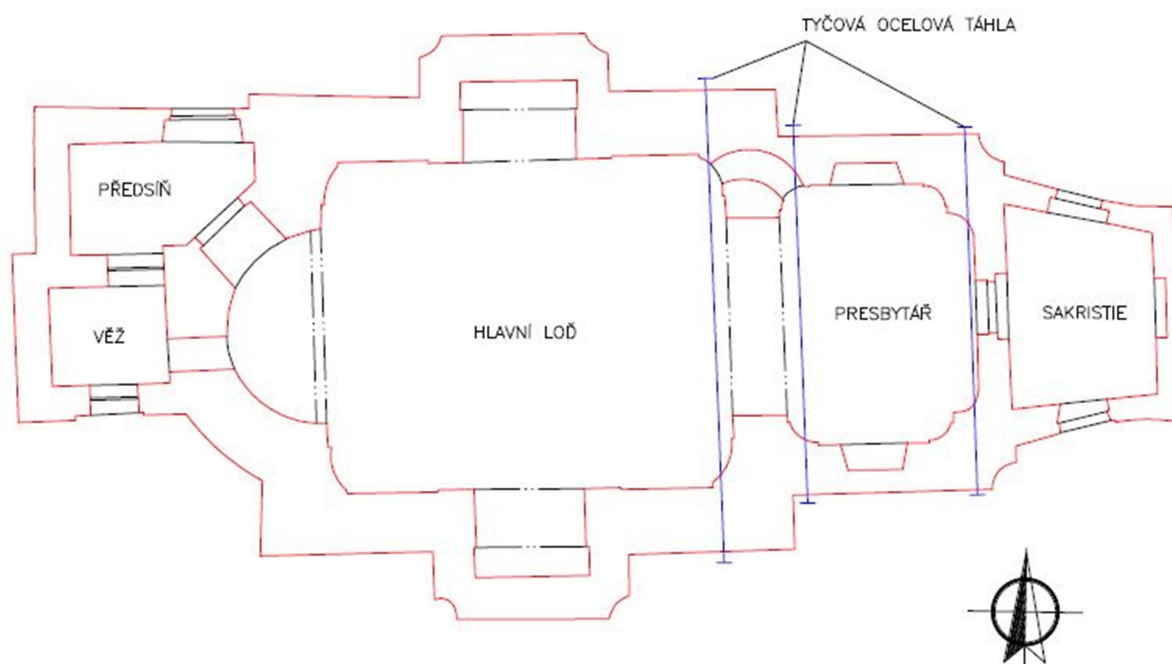 TYČOVÁ OCELOVÁ TÁHLA
PŘEDSÍŇ
VĚŽ
HLAVNÍ LOĎ
PRESBYTÁŘ
SAKRISTIE